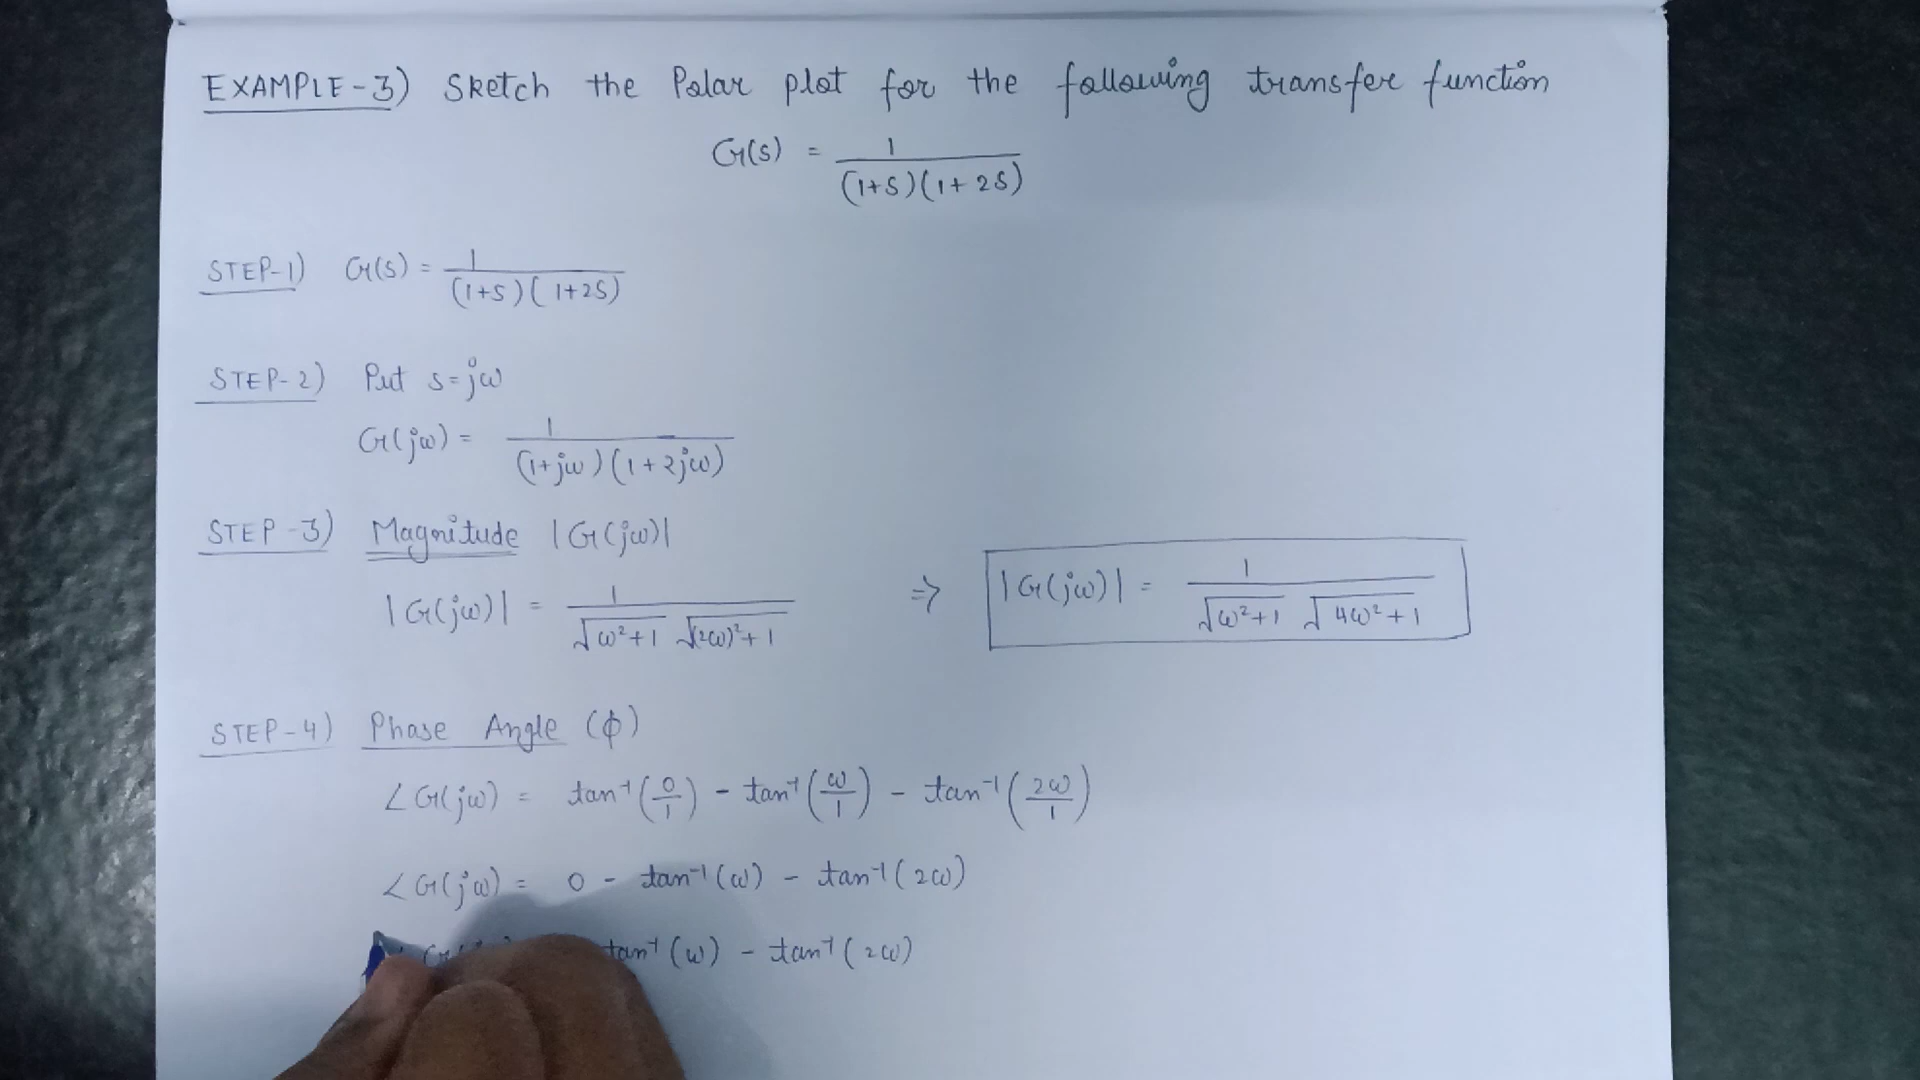 EXAMPLE-3) Sketch the Polar plot for the following transfer function
G(s) = 1 / (1+S)(1+2S)
STEP-1) G(s) = 1 / (1+S)(1+2S)
STEP-2) Put s=jω
G(jω) = 1 / (1+jω)(1+2jω)
STEP-3) Magnitude |G(jω)|
|G(jω)| = 1 / √(ω²+1) √((2ω)²+1) ⇒ |G(jω)| = 1 / √(ω²+1) √(4ω²+1)
STEP-4) Phase Angle (ϕ)
∠G(jω) = tan⁻¹(0/1) - tan⁻¹(ω/1) - tan⁻¹(2ω/1)
∠G(jω) = 0 - tan⁻¹(ω) - tan⁻¹(2ω)
tan⁻¹(ω) - tan⁻¹(2ω)